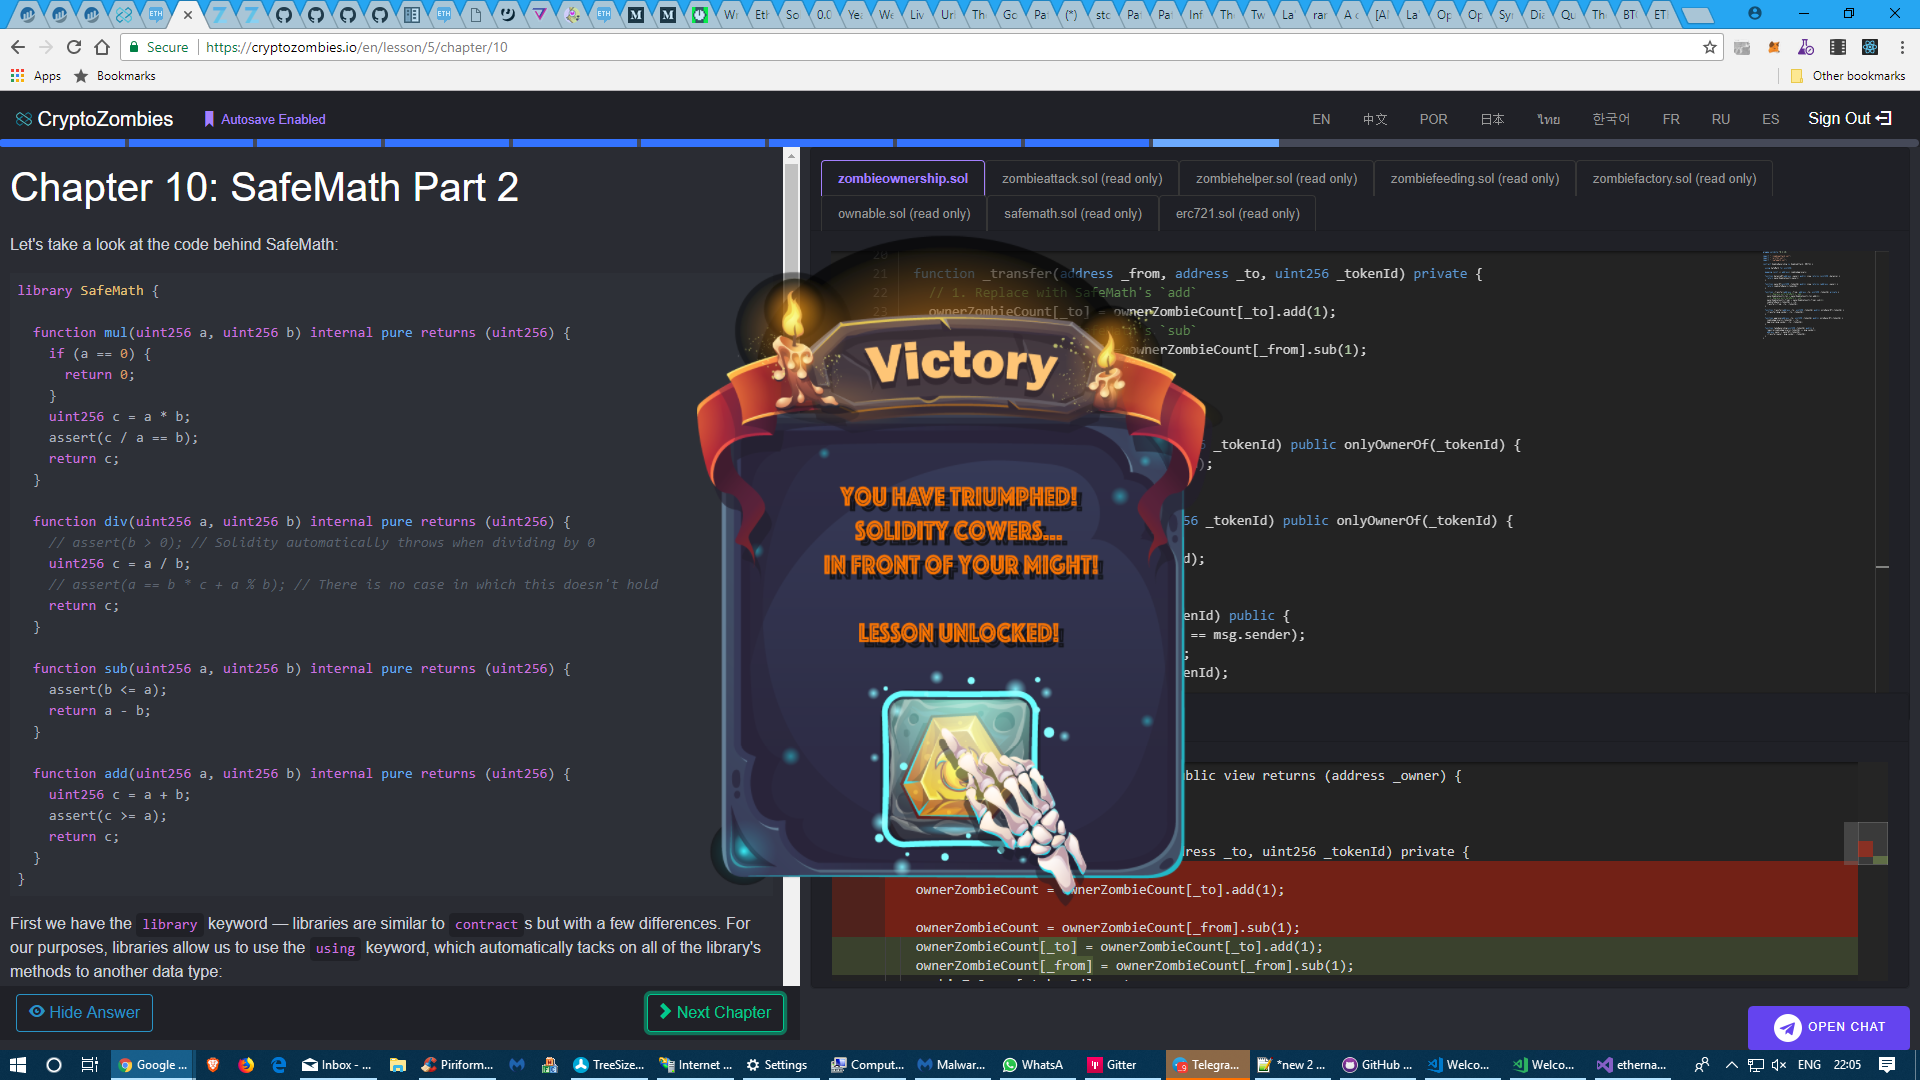 Secure
https://cryptozombies.io/en/lesson/5/chapter/10
Apps
Bookmarks
Other bookmarks
CryptoZombies
Autosave Enabled
EN
中文
POR
日本
ไทย
한국어
FR
RU
ES
Sign Out
Chapter 10: SafeMath Part 2
Let's take a look at the code behind SafeMath:
library SafeMath {
function mul(uint256 a, uint256 b) internal pure returns (uint256) {
if (a == 0) {
return 0;
}
uint256 c = a * b;
assert(c / a == b);
return c;
}
function div(uint256 a, uint256 b) internal pure returns (uint256) {
// assert(b > 0); // Solidity automatically throws when dividing by 0
uint256 c = a / b;
// assert(a == b * c + a % b); // There is no case in which this doesn't hold
return c;
}
function sub(uint256 a, uint256 b) internal pure returns (uint256) {
assert(b <= a);
return a - b;
}
function add(uint256 a, uint256 b) internal pure returns (uint256) {
uint256 c = a + b;
assert(c >= a);
return c;
}
}
First we have the library keyword — libraries are similar to contract s but with a few differences. For
our purposes, libraries allow us to use the using keyword, which automatically tacks on all of the library's
methods to another data type:
Hide Answer
Next Chapter
zombieownership.sol
zombieattack.sol (read only)
zombiehelper.sol (read only)
zombiefeeding.sol (read only)
zombiefactory.sol (read only)
ownable.sol (read only)
safemath.sol (read only)
erc721.sol (read only)
20
21 function _transfer(address _from, address _to, uint256 _tokenId) private {
22 // 1. Replace with SafeMath's `add`
23 ownerZombieCount[_to] = ownerZombieCount[_to].add(1);
's `sub`
ownerZombieCount[_from].sub(1);
_tokenId) public onlyOwnerOf(_tokenId) {
);
56 _tokenId) public onlyOwnerOf(_tokenId) {
d);
enId) public {
== msg.sender);
;
enId);
Victory
YOU HAVE TRIUMPHED!
SOLIDITY COWERS...
IN FRONT OF YOUR MIGHT!
LESSON UNLOCKED!
blic view returns (address _owner) {
ress _to, uint256 _tokenId) private {
ownerZombieCount = ownerZombieCount[_to].add(1);
ownerZombieCount = ownerZombieCount[_from].sub(1);
ownerZombieCount[_to] = ownerZombieCount[_to].add(1);
ownerZombieCount[_from] = ownerZombieCount[_from].sub(1);
OPEN CHAT
Google ...
Inbox - ...
Piriform...
TreeSize...
Internet ...
Settings
Comput...
Malwar...
WhatsA
Gitter
Telegra...
*new 2 ...
GitHub ...
Welco...
Welco...
etherna...
ENG
22:05